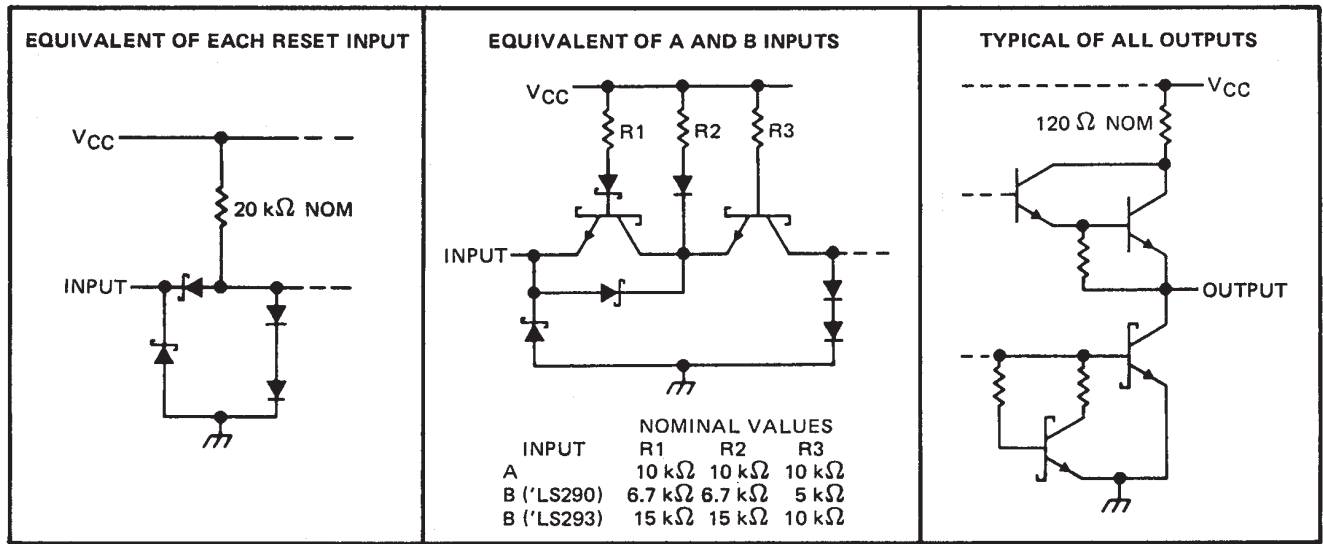 EQUIVALENT OF EACH RESET INPUT
VCC
20 kΩ NOM
INPUT
EQUIVALENT OF A AND B INPUTS
VCC
R1 R2 R3
INPUT
NOMINAL VALUES
INPUT R1 R2 R3
A 10 kΩ 10 kΩ 10 kΩ
B ('LS290) 6.7 kΩ 6.7 kΩ 5 kΩ
B ('LS293) 15 kΩ 15 kΩ 10 kΩ
TYPICAL OF ALL OUTPUTS
VCC
120 Ω NOM
OUTPUT